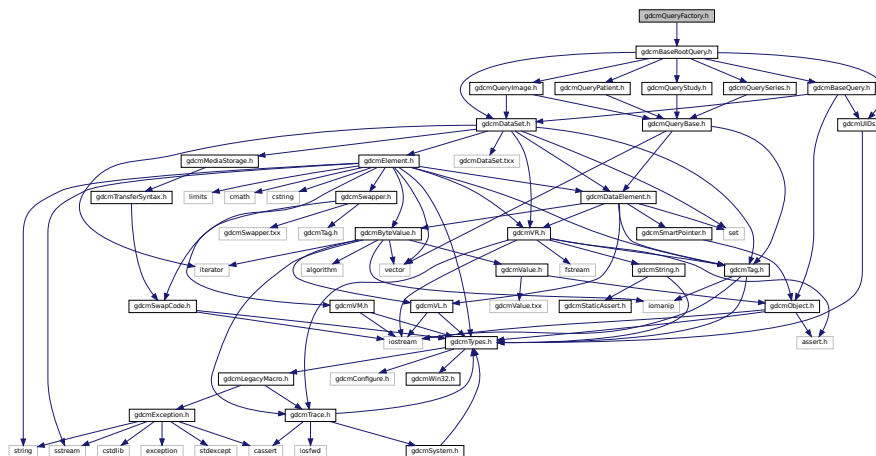 gdcmQueryFactory.h
gdcmBaseRootQuery.h
gdcmQueryImage.h gdcmQueryPatient.h gdcmQueryStudy.h gdcmQuerySeries.h gdcmBaseQuery.h
gdcmDataSet.h gdcmQueryBase.h gdcmUIDs
gdcmMediaStorage.h gdcmElement.h gdcmDataSet.txx
gdcmTransferSyntax.h limits cmath cstring gdcmSwapper.h gdcmDataElement.h
gdcmSwapper.txx gdcmTag.h gdcmByteValue.h gdcmVR.h gdcmSmartPointer.h set
iterator algorithm vector gdcmValue.h fstream gdcmString.h gdcmTag.h
gdcmSwapCode.h gdcmVM.h gdcmVL.h gdcmValue.txx gdcmStaticAssert.h iomanip gdcmObject.h
iostream gdcmTypes.h assert.h
gdcmLegacyMacro.h gdcmConfigure.h gdcmWin32.h
gdcmException.h gdcmTrace.h
string sstream cstdlib exception stdexcept cassert iosfwd gdcmSystem.h